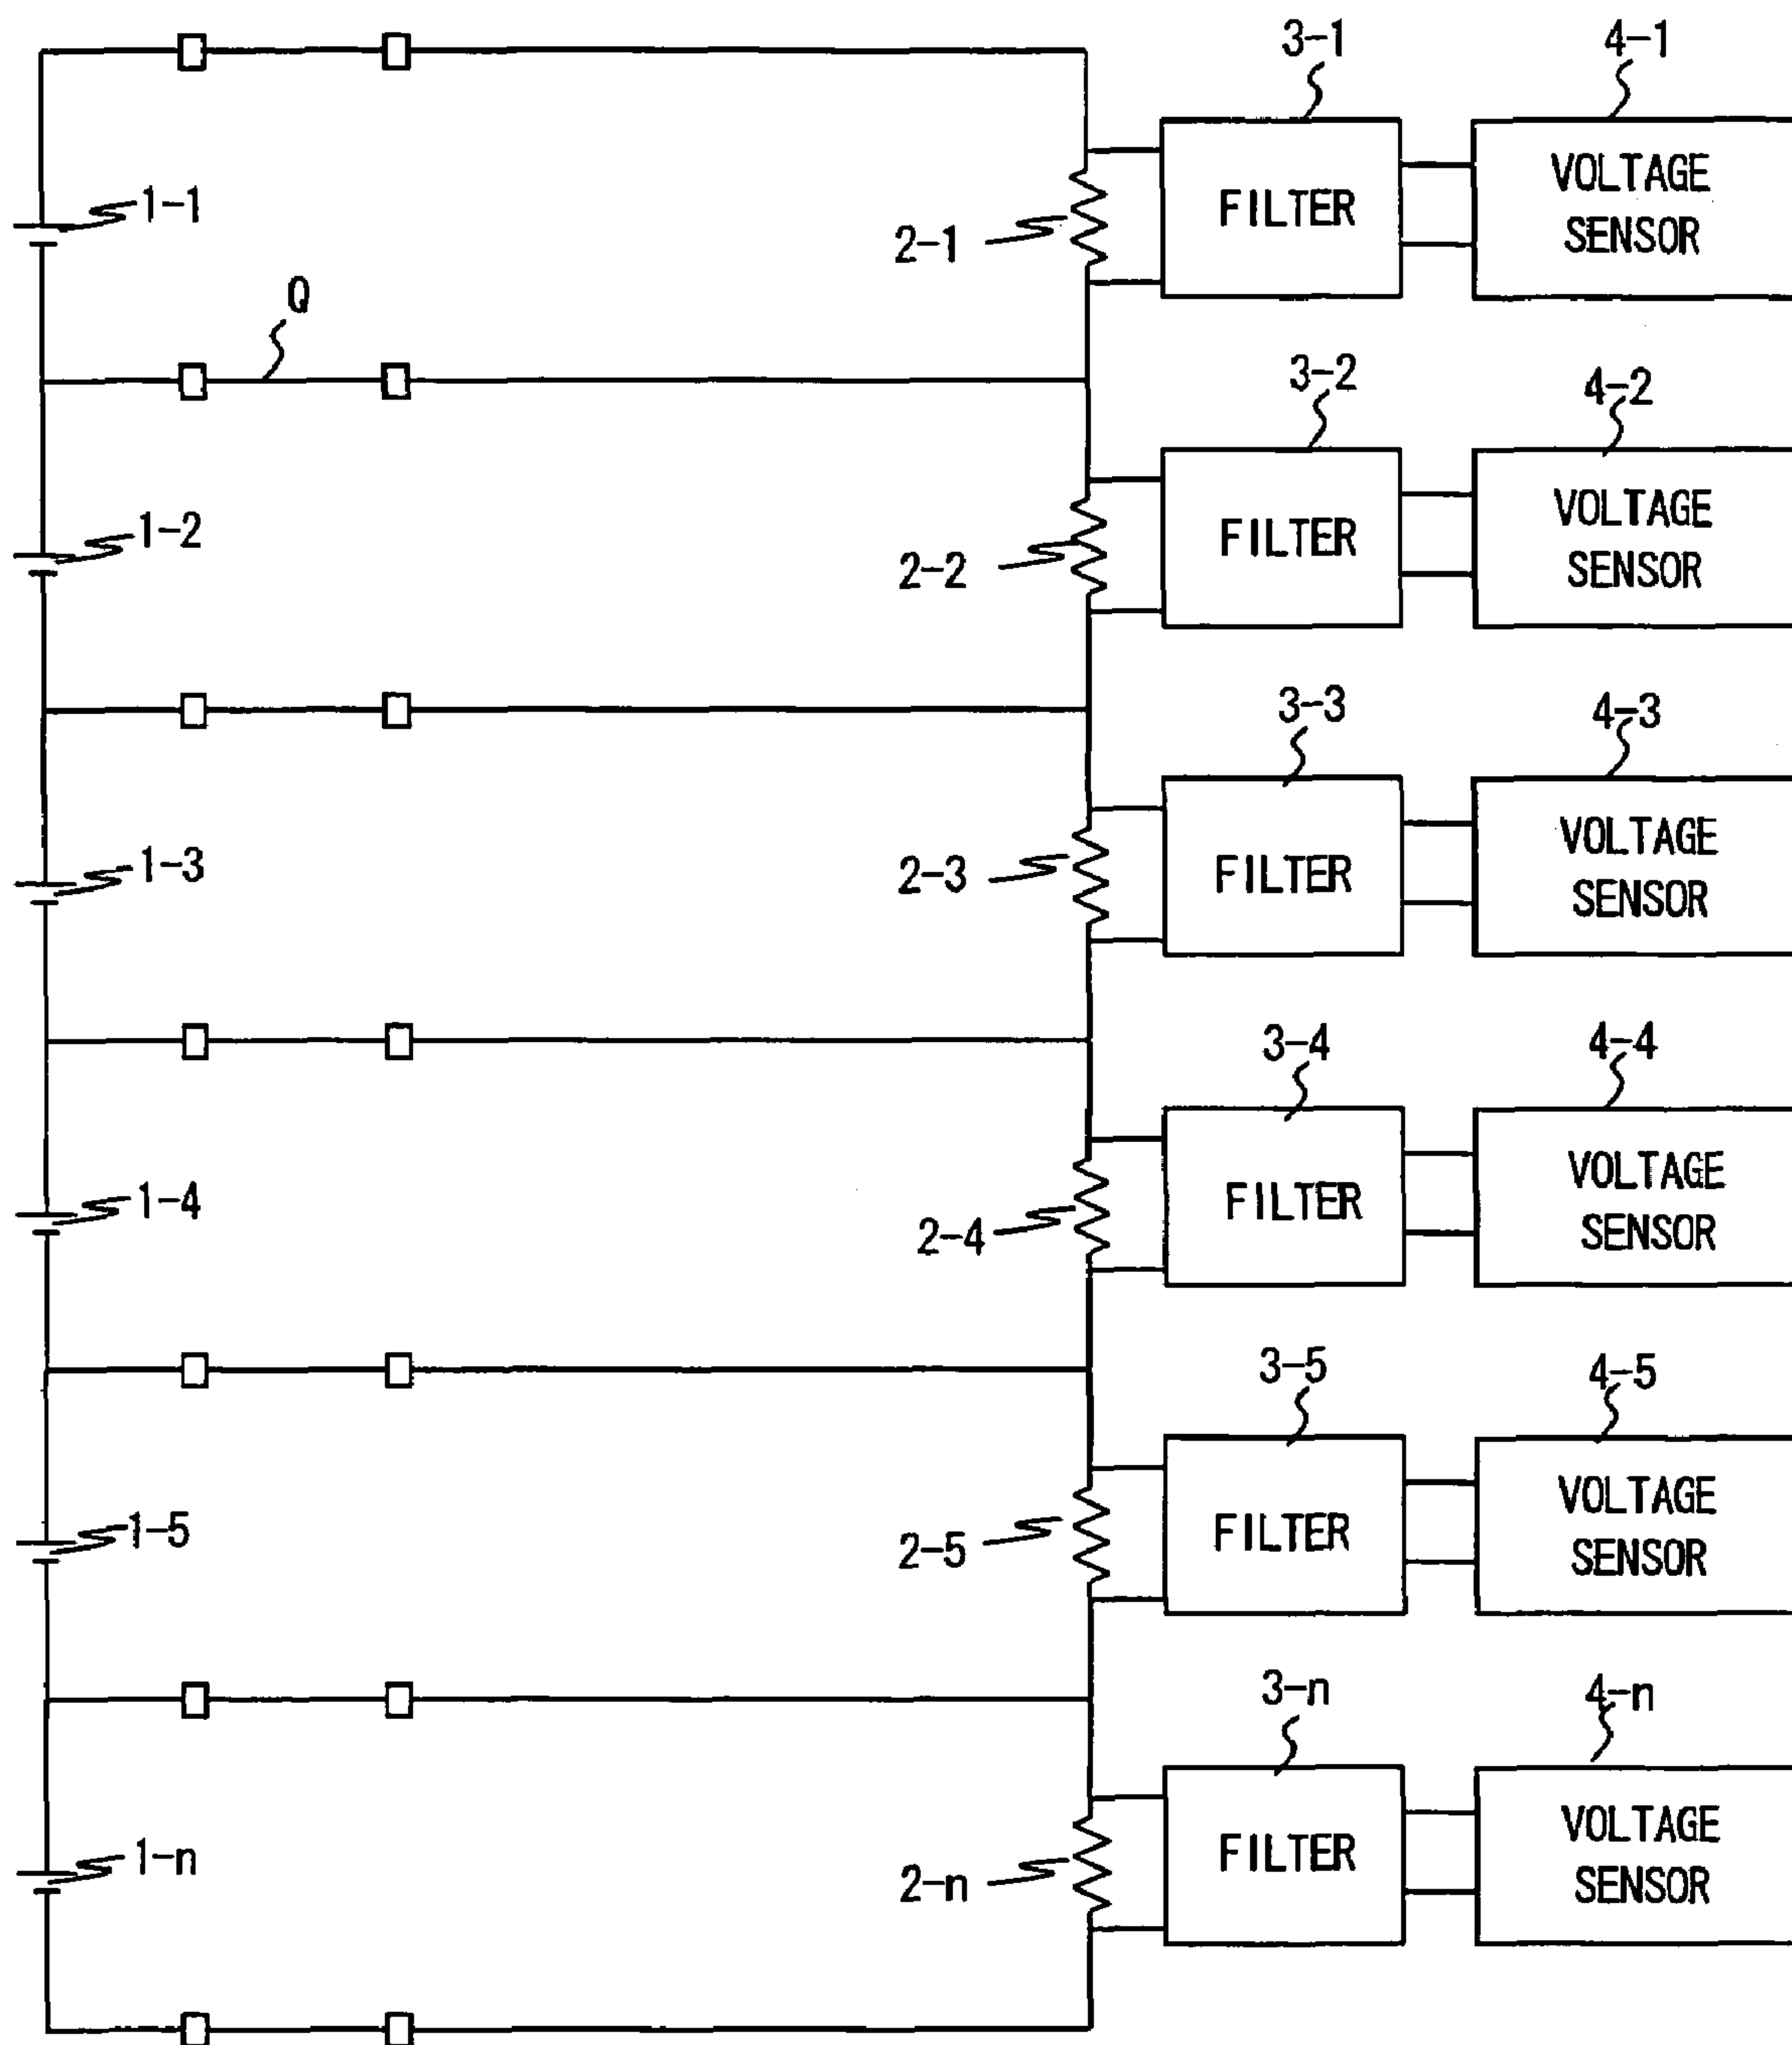 3-1
4-1
1-1
2-1
FILTER
VOLTAGE
SENSOR
Q
3-2
4-2
1-2
2-2
FILTER
VOLTAGE
SENSOR
3-3
4-3
1-3
2-3
FILTER
VOLTAGE
SENSOR
3-4
4-4
1-4
2-4
FILTER
VOLTAGE
SENSOR
3-5
4-5
1-5
2-5
FILTER
VOLTAGE
SENSOR
3-n
4-n
1-n
2-n
FILTER
VOLTAGE
SENSOR